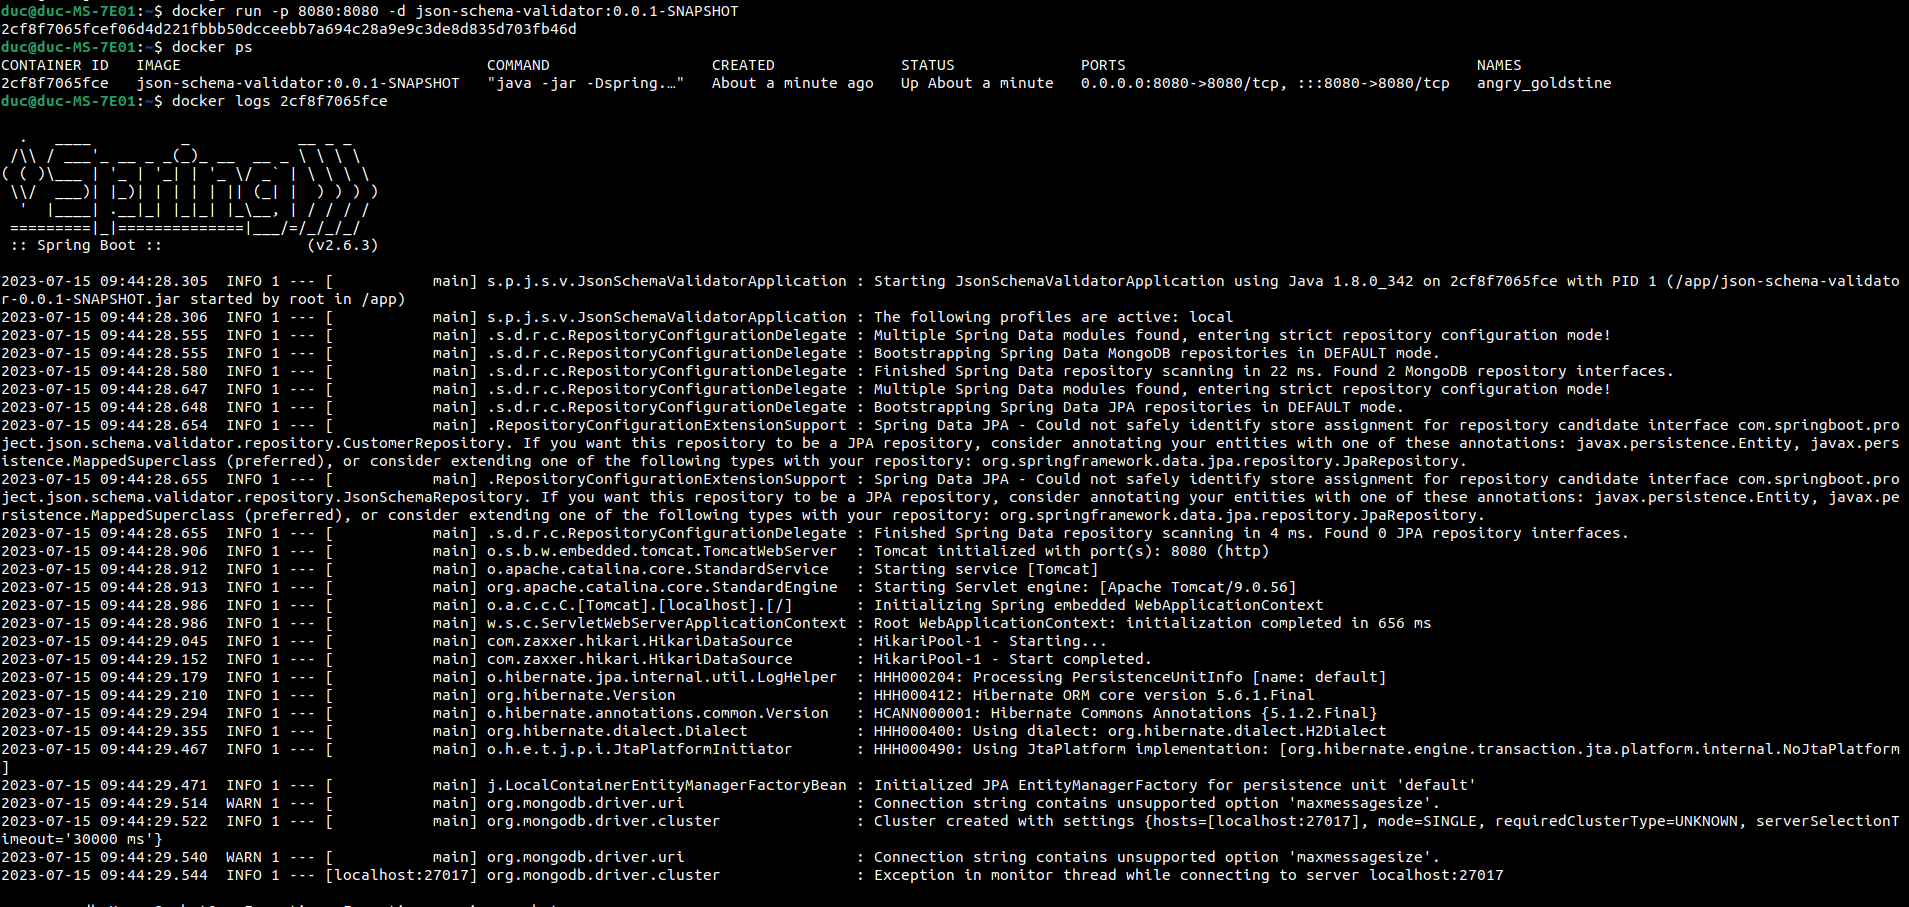 duc@duc-MS-7E01:~$ docker run -p 8080:8080 -d json-schema-validator:0.0.1-SNAPSHOT
2cf8f7065fcef06d4d221fbbb50dcceebb7a694c28a9e9c3de8d835d703fb46d
duc@duc-MS-7E01:~$ docker ps
CONTAINER ID   IMAGE                                COMMAND                  CREATED              STATUS              PORTS                                       NAMES
2cf8f7065fce   json-schema-validator:0.0.1-SNAPSHOT   "java -jar -Dspring.…"   About a minute ago   Up About a minute   0.0.0.0:8080->8080/tcp, :::8080->8080/tcp   angry_goldstine
duc@duc-MS-7E01:~$ docker logs 2cf8f7065fce
  .   ____          _            __ _ _
 /\\ / ___'_ __ _ _(_)_ __  __ _ \ \ \ \
( ( )\___ | '_ | '_| | '_ \/ _` | \ \ \ \
 \\/  ___)| |_)| | | | | || (_| |  ) ) ) )
  '  |____| .__|_| |_|_| |_\__, | / / / /
 =========|_|==============|___/=/_/_/_/
 :: Spring Boot ::                (v2.6.3)
2023-07-15 09:44:28.305  INFO 1 --- [           main] s.p.j.s.v.JsonSchemaValidatorApplication : Starting JsonSchemaValidatorApplication using Java 1.8.0_342 on 2cf8f7065fce with PID 1 (/app/json-schema-validato
r-0.0.1-SNAPSHOT.jar started by root in /app)
2023-07-15 09:44:28.306  INFO 1 --- [           main] s.p.j.s.v.JsonSchemaValidatorApplication : The following profiles are active: local
2023-07-15 09:44:28.555  INFO 1 --- [           main] .s.d.r.c.RepositoryConfigurationDelegate : Multiple Spring Data modules found, entering strict repository configuration mode!
2023-07-15 09:44:28.555  INFO 1 --- [           main] .s.d.r.c.RepositoryConfigurationDelegate : Bootstrapping Spring Data MongoDB repositories in DEFAULT mode.
2023-07-15 09:44:28.580  INFO 1 --- [           main] .s.d.r.c.RepositoryConfigurationDelegate : Finished Spring Data repository scanning in 22 ms. Found 2 MongoDB repository interfaces.
2023-07-15 09:44:28.647  INFO 1 --- [           main] .s.d.r.c.RepositoryConfigurationDelegate : Multiple Spring Data modules found, entering strict repository configuration mode!
2023-07-15 09:44:28.648  INFO 1 --- [           main] .s.d.r.c.RepositoryConfigurationDelegate : Bootstrapping Spring Data JPA repositories in DEFAULT mode.
2023-07-15 09:44:28.654  INFO 1 --- [           main] .RepositoryConfigurationExtensionSupport : Spring Data JPA - Could not safely identify store assignment for repository candidate interface com.springboot.pro
ject.json.schema.validator.repository.CustomerRepository. If you want this repository to be a JPA repository, consider annotating your entities with one of these annotations: javax.persistence.Entity, javax.pers
istence.MappedSuperclass (preferred), or consider extending one of the following types with your repository: org.springframework.data.jpa.repository.JpaRepository.
2023-07-15 09:44:28.655  INFO 1 --- [           main] .RepositoryConfigurationExtensionSupport : Spring Data JPA - Could not safely identify store assignment for repository candidate interface com.springboot.pro
ject.json.schema.validator.repository.JsonSchemaRepository. If you want this repository to be a JPA repository, consider annotating your entities with one of these annotations: javax.persistence.Entity, javax.pe
rsistence.MappedSuperclass (preferred), or consider extending one of the following types with your repository: org.springframework.data.jpa.repository.JpaRepository.
2023-07-15 09:44:28.655  INFO 1 --- [           main] .s.d.r.c.RepositoryConfigurationDelegate : Finished Spring Data repository scanning in 4 ms. Found 0 JPA repository interfaces.
2023-07-15 09:44:28.906  INFO 1 --- [           main] o.s.b.w.embedded.tomcat.TomcatWebServer  : Tomcat initialized with port(s): 8080 (http)
2023-07-15 09:44:28.912  INFO 1 --- [           main] o.apache.catalina.core.StandardService   : Starting service [Tomcat]
2023-07-15 09:44:28.913  INFO 1 --- [           main] org.apache.catalina.core.StandardEngine  : Starting Servlet engine: [Apache Tomcat/9.0.56]
2023-07-15 09:44:28.986  INFO 1 --- [           main] o.a.c.c.C.[Tomcat].[localhost].[/]       : Initializing Spring embedded WebApplicationContext
2023-07-15 09:44:28.986  INFO 1 --- [           main] w.s.c.ServletWebServerApplicationContext : Root WebApplicationContext: initialization completed in 656 ms
2023-07-15 09:44:29.045  INFO 1 --- [           main] com.zaxxer.hikari.HikariDataSource       : HikariPool-1 - Starting...
2023-07-15 09:44:29.152  INFO 1 --- [           main] com.zaxxer.hikari.HikariDataSource       : HikariPool-1 - Start completed.
2023-07-15 09:44:29.179  INFO 1 --- [           main] o.hibernate.jpa.internal.util.LogHelper  : HHH000204: Processing PersistenceUnitInfo [name: default]
2023-07-15 09:44:29.210  INFO 1 --- [           main] org.hibernate.Version                    : HHH000412: Hibernate ORM core version 5.6.1.Final
2023-07-15 09:44:29.294  INFO 1 --- [           main] o.hibernate.annotations.common.Version   : HCANN000001: Hibernate Commons Annotations {5.1.2.Final}
2023-07-15 09:44:29.355  INFO 1 --- [           main] org.hibernate.dialect.Dialect            : HHH000400: Using dialect: org.hibernate.dialect.H2Dialect
2023-07-15 09:44:29.467  INFO 1 --- [           main] o.h.e.t.j.p.i.JtaPlatformInitiator       : HHH000490: Using JtaPlatform implementation: [org.hibernate.engine.transaction.jta.platform.internal.NoJtaPlatform
]
2023-07-15 09:44:29.471  INFO 1 --- [           main] j.LocalContainerEntityManagerFactoryBean : Initialized JPA EntityManagerFactory for persistence unit 'default'
2023-07-15 09:44:29.514  WARN 1 --- [           main] org.mongodb.driver.uri                   : Connection string contains unsupported option 'maxmessagesize'.
2023-07-15 09:44:29.522  INFO 1 --- [           main] org.mongodb.driver.cluster               : Cluster created with settings {hosts=[localhost:27017], mode=SINGLE, requiredClusterType=UNKNOWN, serverSelectionT
imeout='30000 ms'}
2023-07-15 09:44:29.540  WARN 1 --- [           main] org.mongodb.driver.uri                   : Connection string contains unsupported option 'maxmessagesize'.
2023-07-15 09:44:29.544  INFO 1 --- [localhost:27017] org.mongodb.driver.cluster               : Exception in monitor thread while connecting to server localhost:27017